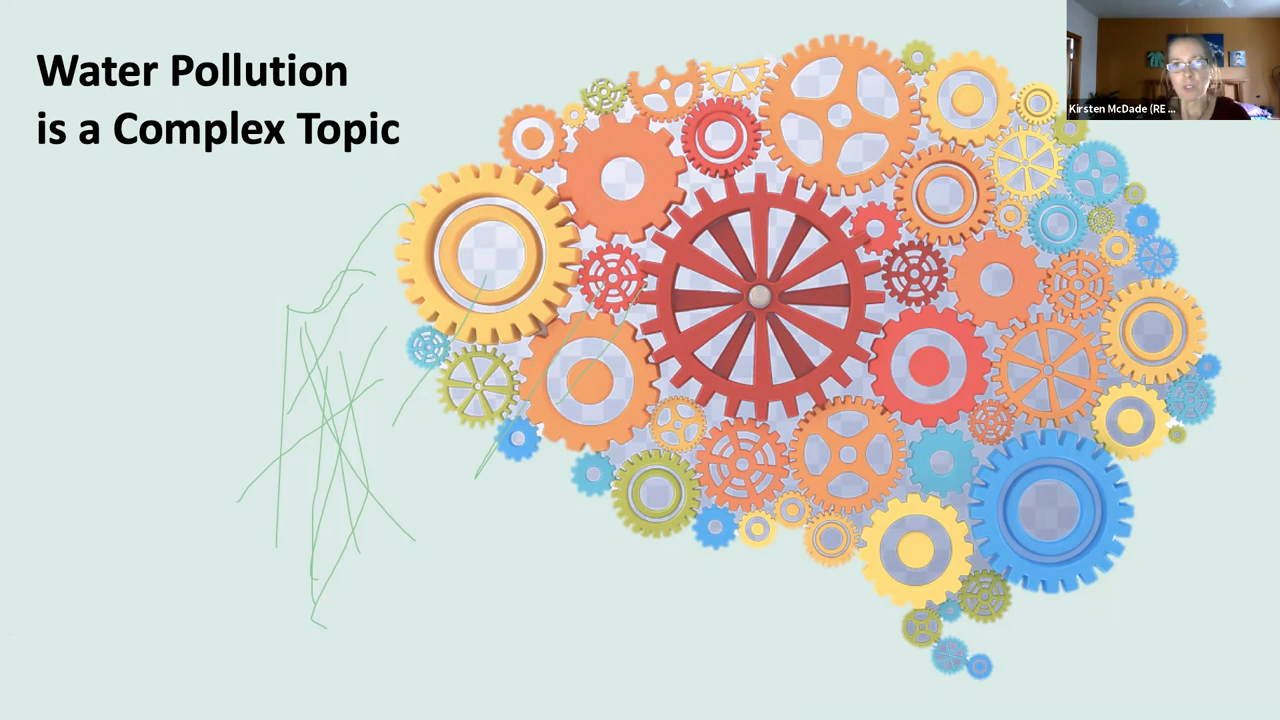 Water Pollution
is a Complex Topic
Kirsten McDade (RE ...